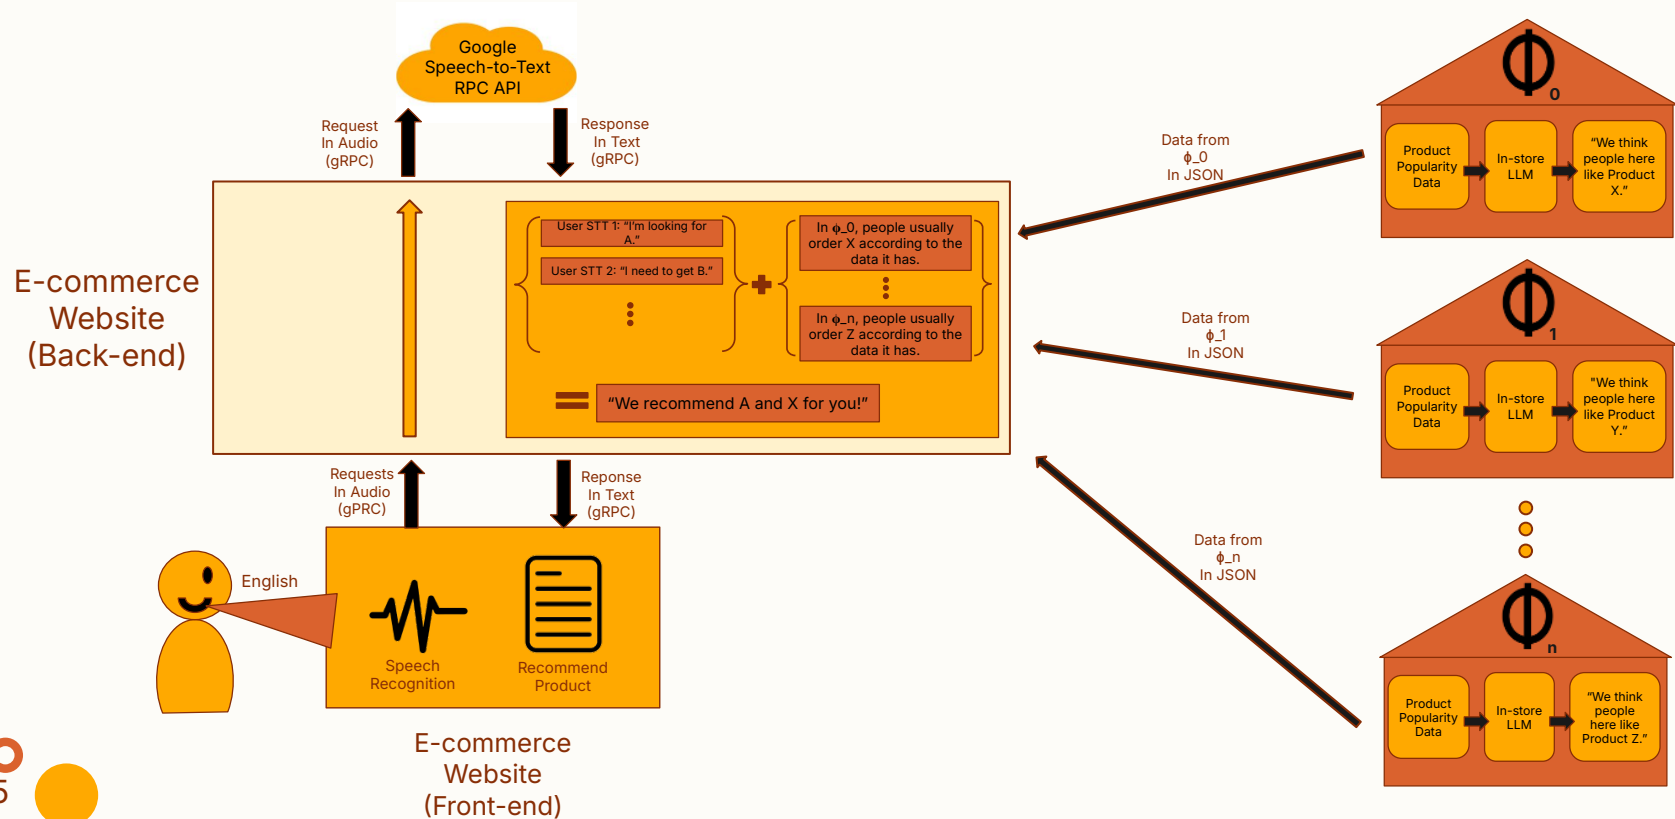 Google
Speech-to-Text
RPC API
Request
In Audio
(gRPC)
Response
In Text
(gRPC)
E-commerce
Website
(Back-end)
User STT 1: “I’m looking for
A.”
User STT 2: “I need to get B.”
In ϕ_0, people usually
order X according to the
data it has.
In ϕ_n, people usually
order Z according to the
data it has.
“We recommend A and X for you!”
Requests
In Audio
(gPRC)
Reponse
In Text
(gRPC)
English
Speech
Recognition
Recommend
Product
E-commerce
Website
(Front-end)
Data from
ϕ_0
In JSON
Data from
ϕ_1
In JSON
Data from
ϕ_n
In JSON
Φ0
Product
Popularity
Data
In-store
LLM
“We think
people here
like Product
X.”
Φ1
Product
Popularity
Data
In-store
LLM
"We think
people here
like Product
Y.”
Φn
Product
Popularity
Data
In-store
LLM
“We think
people
here like
Product Z.”
5